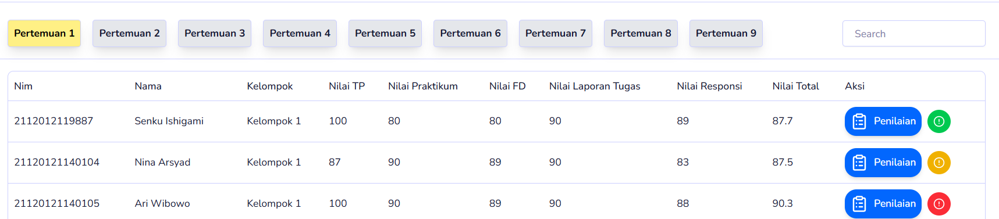 Pertemuan 1 Pertemuan 2 Pertemuan 3 Pertemuan 4 Pertemuan 5 Pertemuan 6 Pertemuan 7 Pertemuan 8 Pertemuan 9 Search
Nim Nama Kelompok Nilai TP Nilai Praktikum Nilai FD Nilai Laporan Tugas Nilai Responsi Nilai Total Aksi
2112012119887 Senku Ishigami Kelompok 1 100 80 80 90 89 87.7 Penilaian
21120121140104 Nina Arsyad Kelompok 1 87 90 89 90 83 87.5 Penilaian
21120121140105 Ari Wibowo Kelompok 1 100 90 89 90 88 90.3 Penilaian